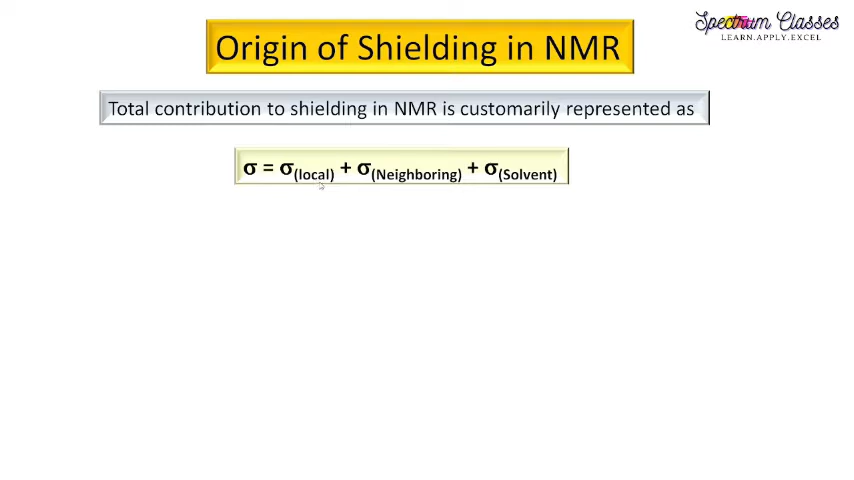 Spectrum Classes
LEARN.APPLY.EXCEL
Origin of Shielding in NMR
Total contribution to shielding in NMR is customarily represented as
σ = σ(local) + σ(Neighboring) + σ(Solvent)